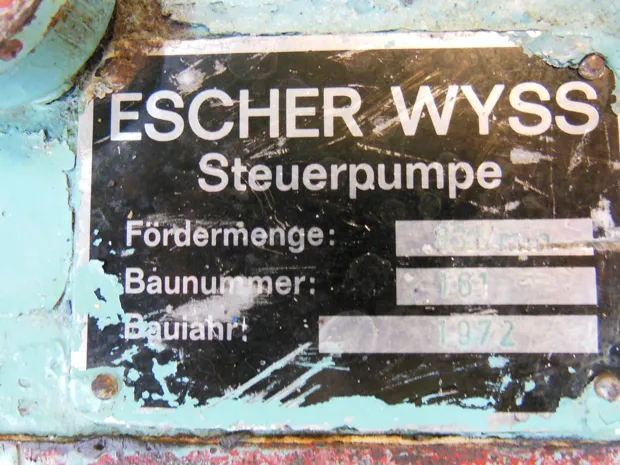 ESCHER WYSS
Steuerpumpe
Fördermenge:
Baunummer: 161
Baujahr: 1972